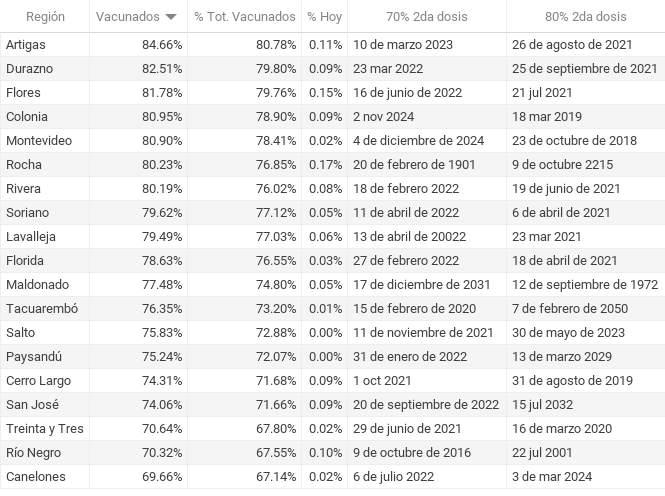 Región Vacunados % Tot. Vacunados % Hoy 70% 2da dosis 80% 2da dosis
Artigas 84.66% 80.78% 0.11% 10 de marzo 2023 26 de agosto de 2021
Durazno 82.51% 79.80% 0.09% 23 mar 2022 25 de septiembre de 2021
Flores 81.78% 79.76% 0.15% 16 de junio de 2022 21 jul 2021
Colonia 80.95% 78.90% 0.09% 2 nov 2024 18 mar 2019
Montevideo 80.90% 78.41% 0.02% 4 de diciembre de 2024 23 de octubre de 2018
Rocha 80.23% 76.85% 0.17% 20 de febrero de 1901 9 de octubre 2215
Rivera 80.19% 76.02% 0.08% 18 de febrero 2022 19 de junio de 2021
Soriano 79.62% 77.12% 0.05% 11 de abril de 2022 6 de abril de 2021
Lavalleja 79.49% 77.03% 0.06% 13 de abril de 20022 23 mar 2021
Florida 78.63% 76.55% 0.03% 27 de febrero 2022 18 de abril de 2021
Maldonado 77.48% 74.80% 0.05% 17 de diciembre de 2031 12 de septiembre de 1972
Tacuarembó 76.35% 73.20% 0.01% 15 de febrero de 2020 7 de febrero de 2050
Salto 75.83% 72.88% 0.00% 11 de noviembre de 2021 30 de mayo de 2023
Paysandú 75.24% 72.07% 0.00% 31 de enero de 2022 13 de marzo 2029
Cerro Largo 74.31% 71.68% 0.09% 1 oct 2021 31 de agosto de 2019
San José 74.06% 71.66% 0.09% 20 de septiembre de 2022 15 jul 2032
Treinta y Tres 70.64% 67.80% 0.02% 29 de junio de 2021 16 de marzo de 2020
Río Negro 70.32% 67.55% 0.10% 9 de octubre de 2016 22 jul 2001
Canelones 69.66% 67.14% 0.02% 6 de julio 2022 3 de mar 2024